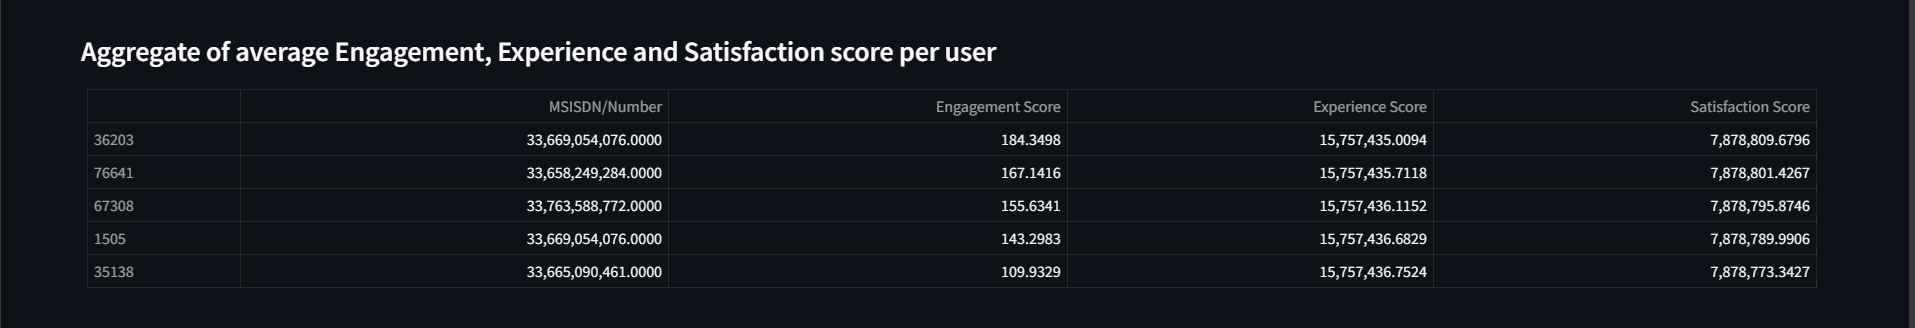 Aggregate of average Engagement, Experience and Satisfaction score per user
MSISDN/Number Engagement Score Experience Score Satisfaction Score
36203 33,669,054,076.0000 184.3498 15,757,435.0094 7,878,809.6796
76641 33,658,249,284.0000 167.1416 15,757,435.7118 7,878,801.4267
67308 33,763,588,772.0000 155.6341 15,757,436.1152 7,878,795.8746
1505 33,669,054,076.0000 143.2983 15,757,436.6829 7,878,789.9906
35138 33,665,090,461.0000 109.9329 15,757,436.7524 7,878,773.3427